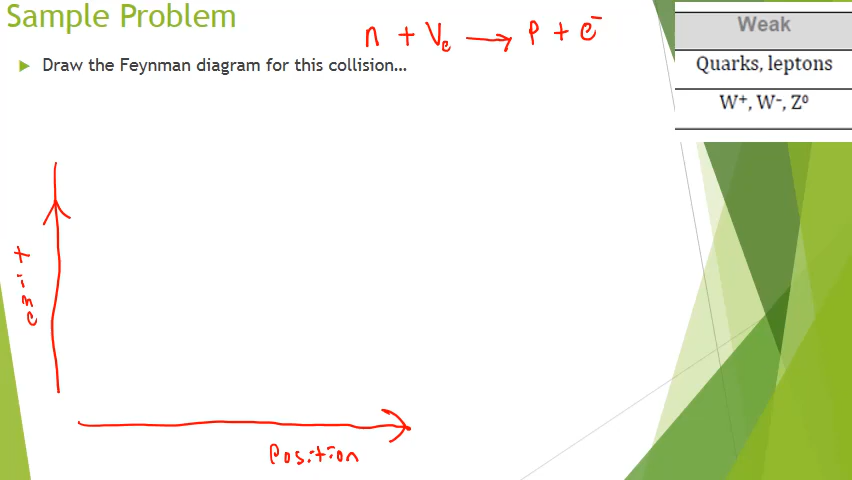 Sample Problem
n + νe → p + e⁻
Draw the Feynman diagram for this collision…
Weak
Quarks, leptons
W⁺, W⁻, Z⁰
time
Position